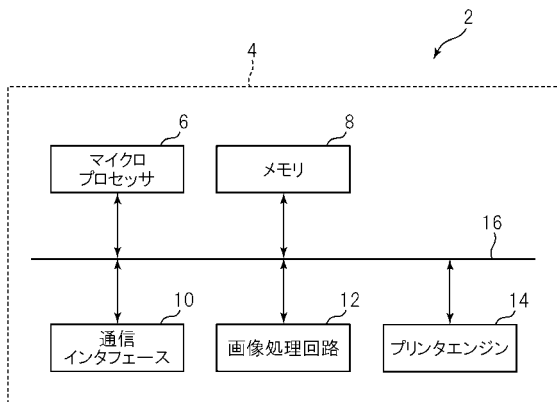 2
4
6
8
マイクロ
プロセッサ
メモリ
16
10
12
14
通信
インタフェース
画像処理回路
プリンタエンジン